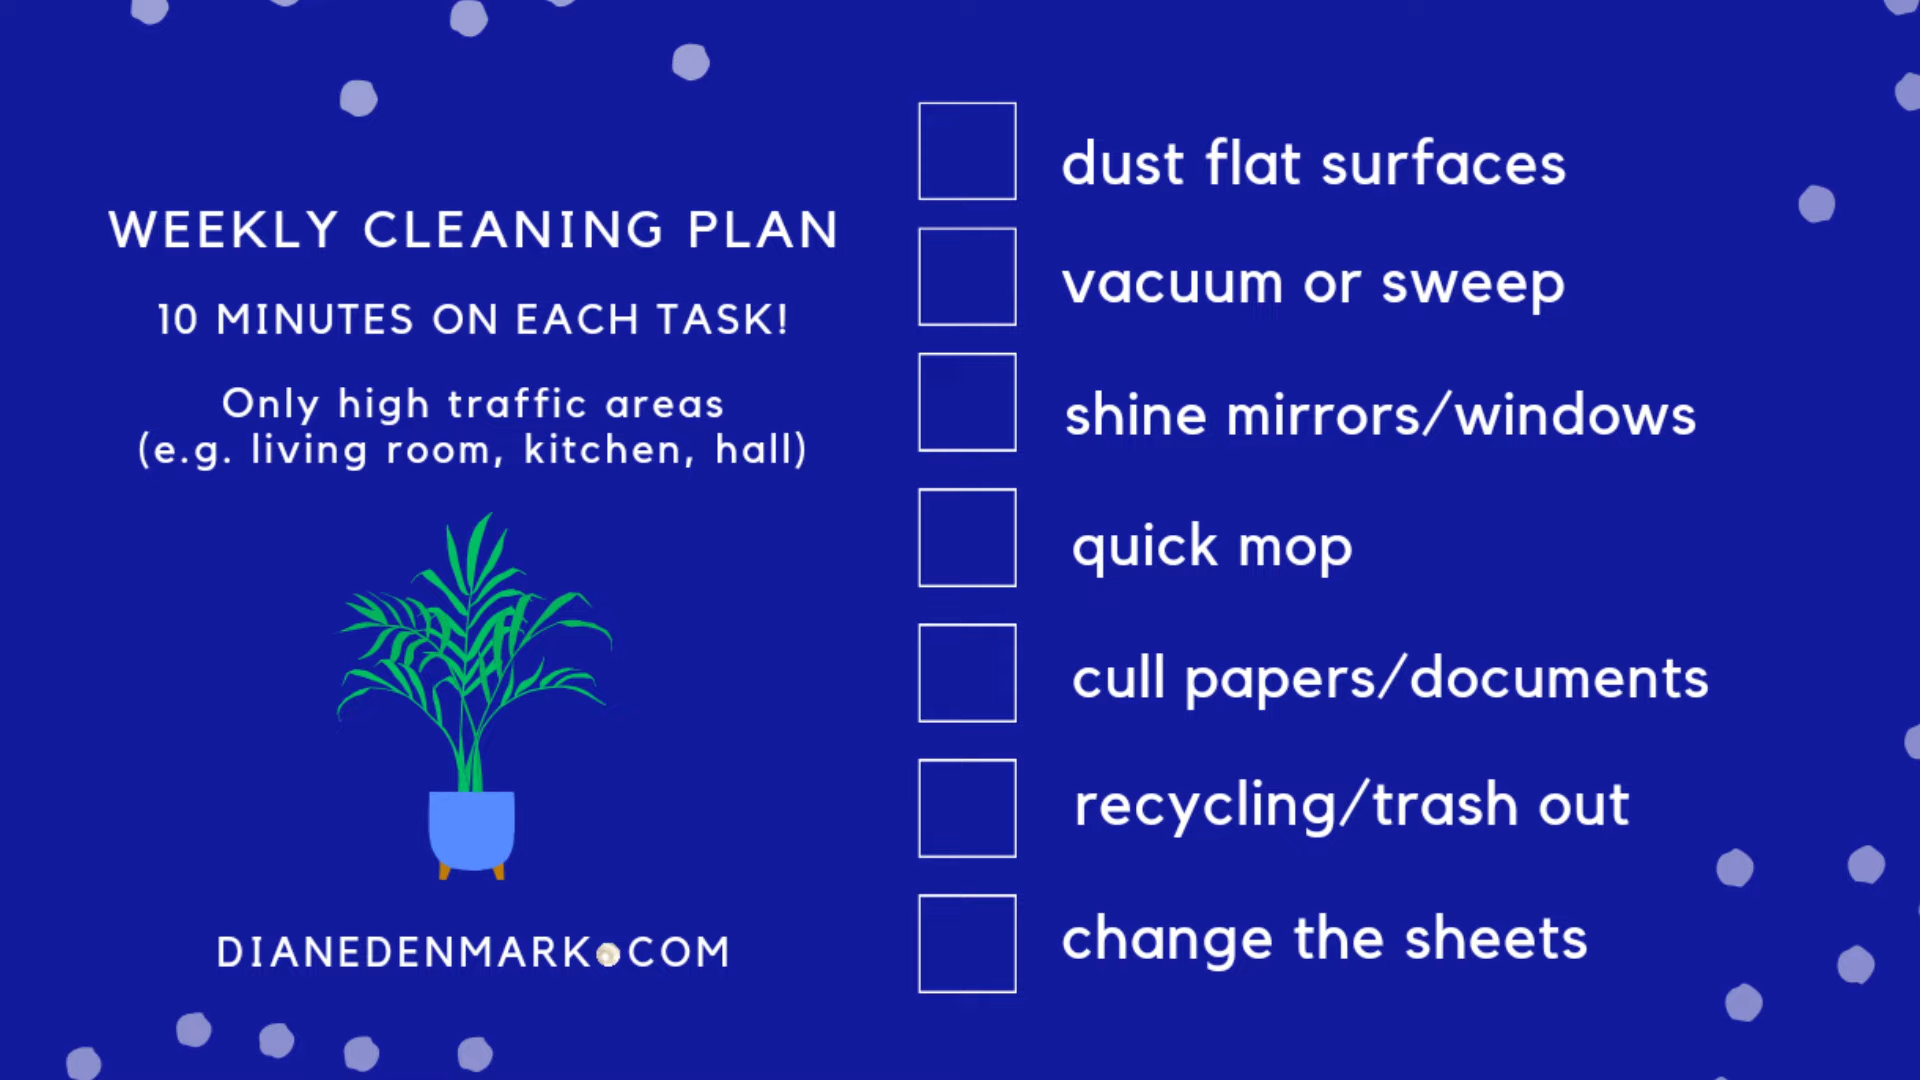 WEEKLY CLEANING PLAN
10 MINUTES ON EACH TASK!
Only high traffic areas
(e.g. living room, kitchen, hall)
DIANEDENMARK.COM
dust flat surfaces
vacuum or sweep
shine mirrors/windows
quick mop
cull papers/documents
recycling/trash out
change the sheets